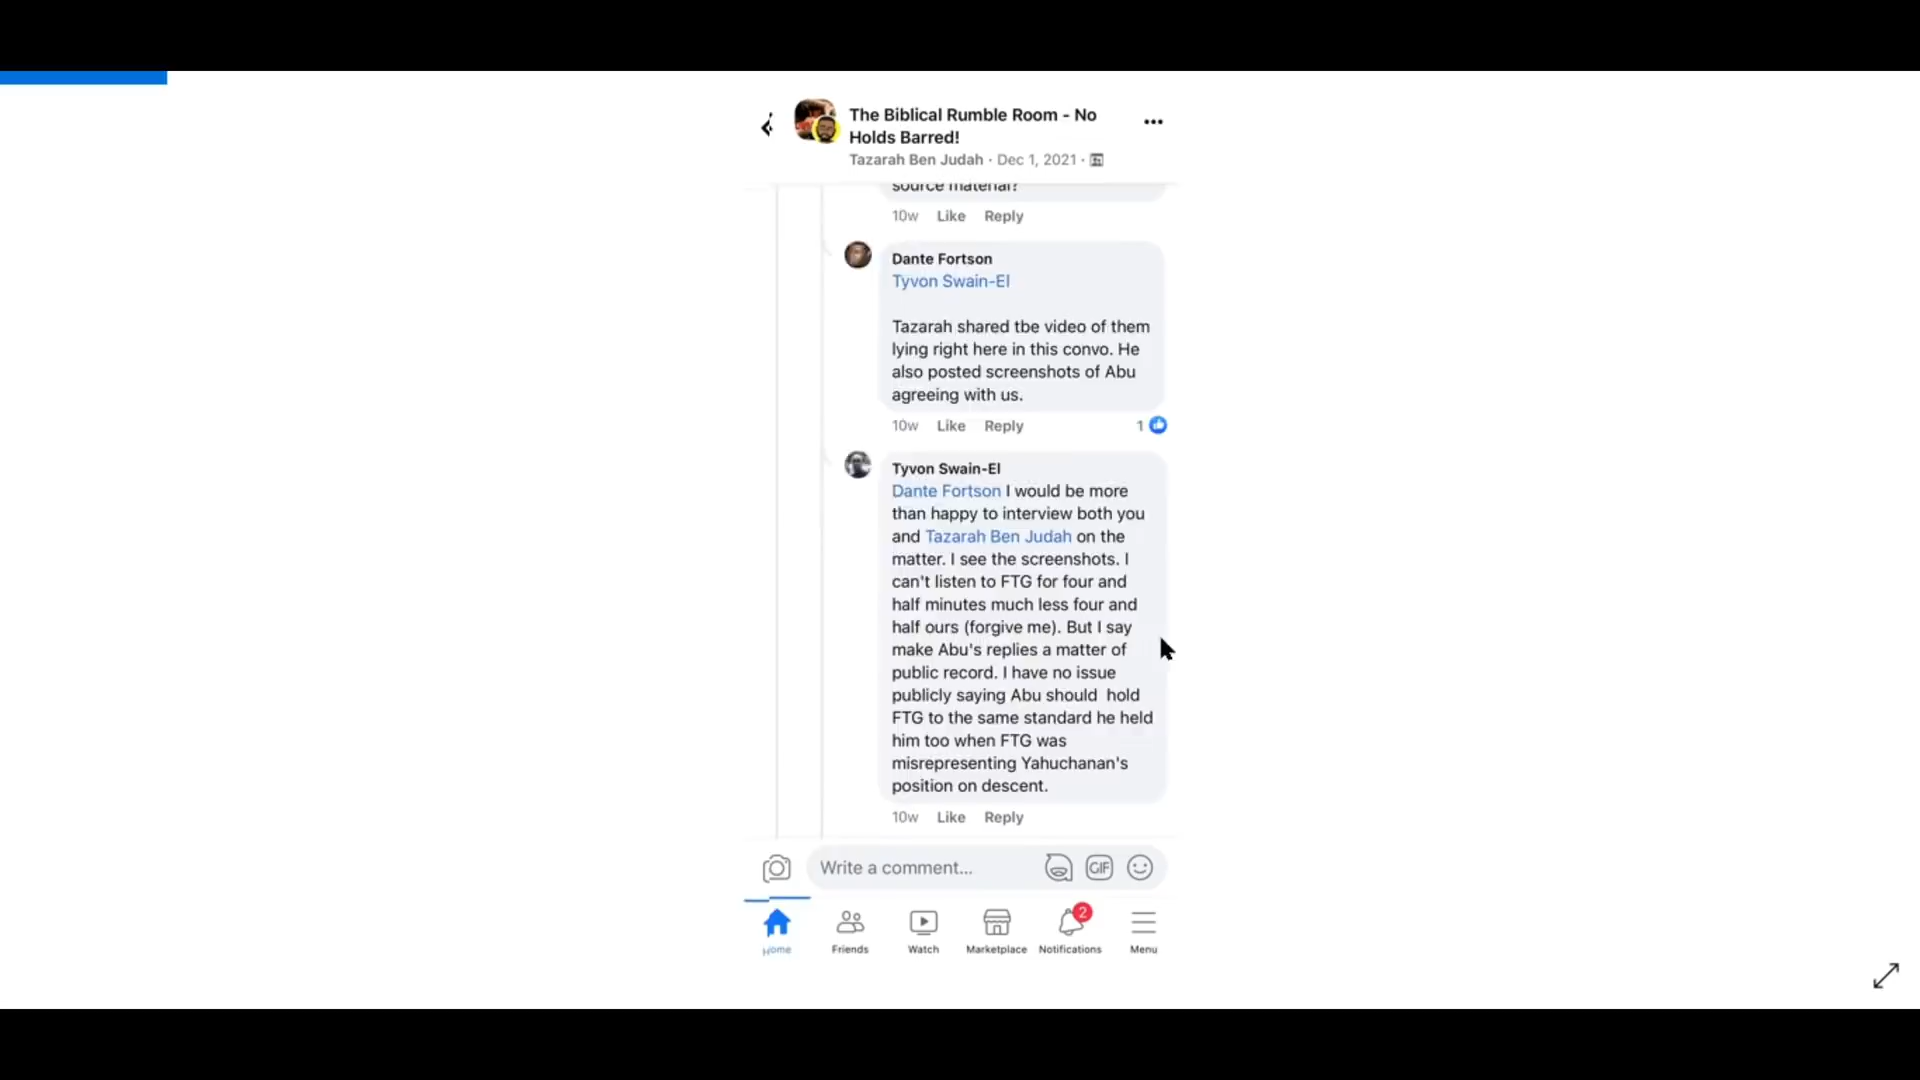 The Biblical Rumble Room - No
Holds Barred!
Tazarah Ben Judah · Dec 1, 2021 ·
source material?
10w Like Reply
Dante Fortson
Tyvon Swain-El
Tazarah shared tbe video of them
lying right here in this convo. He
also posted screenshots of Abu
agreeing with us.
10w Like Reply 1
Tyvon Swain-El
Dante Fortson I would be more
than happy to interview both you
and Tazarah Ben Judah on the
matter. I see the screenshots. I
can't listen to FTG for four and
half minutes much less four and
half ours (forgive me). But I say
make Abu's replies a matter of
public record. I have no issue
publicly saying Abu should  hold
FTG to the same standard he held
him too when FTG was
misrepresenting Yahuchanan's
position on descent.
10w Like Reply
Write a comment...
GIF
2
Home Friends Watch Marketplace Notifications Menu